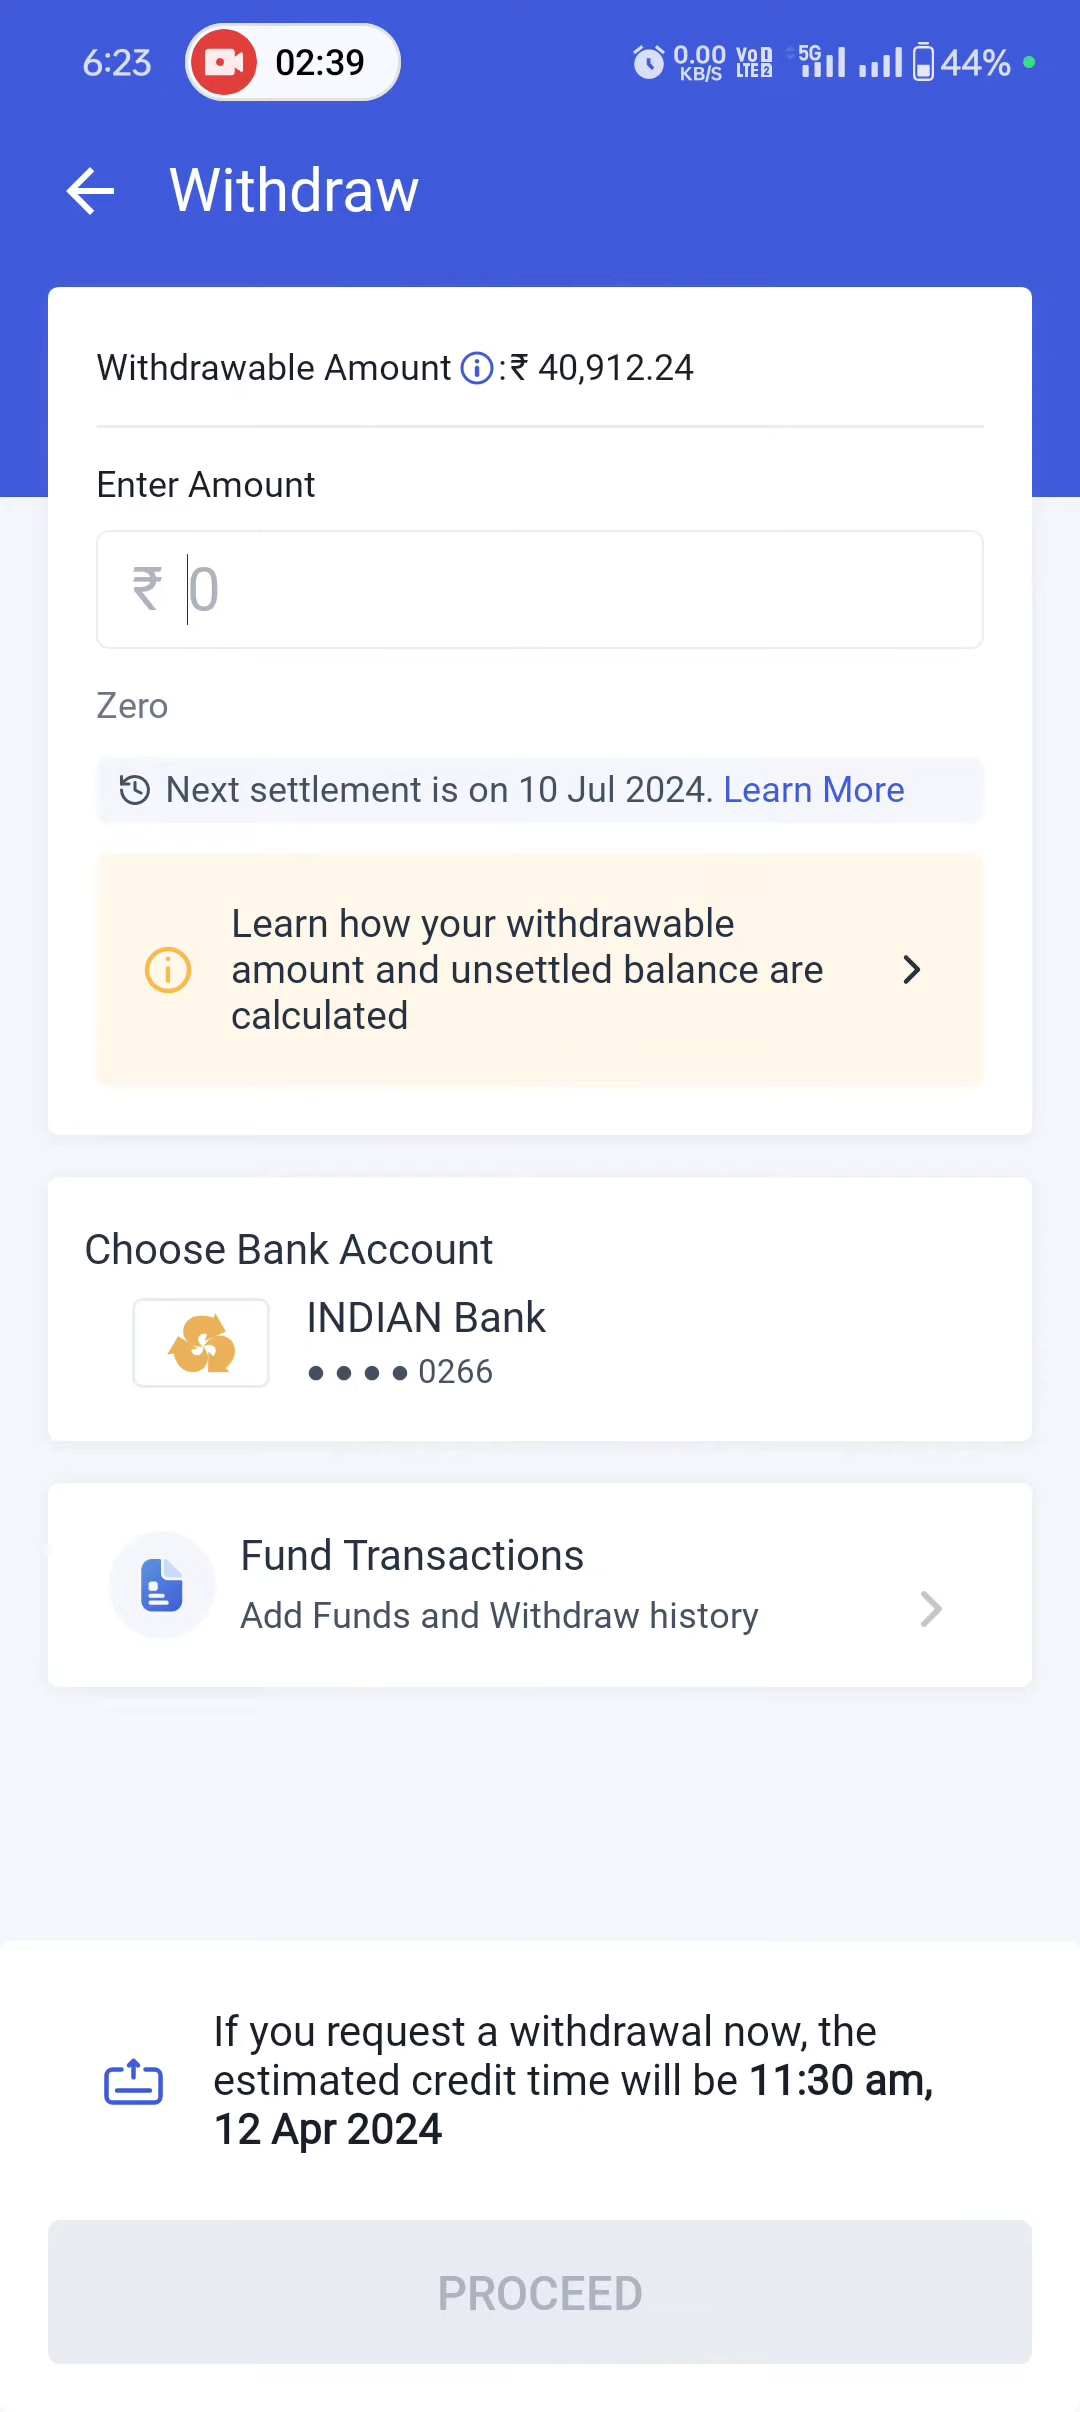 6:23 02:39 0.00 KB/S VoLTE 1 2 5G 44%
Withdraw
Withdrawable Amount :₹ 40,912.24
Enter Amount
₹ 0
Zero
Next settlement is on 10 Jul 2024. Learn More
Learn how your withdrawable
amount and unsettled balance are
calculated
Choose Bank Account
INDIAN Bank
•••• 0266
Fund Transactions
Add Funds and Withdraw history
If you request a withdrawal now, the
estimated credit time will be 11:30 am,
12 Apr 2024
PROCEED